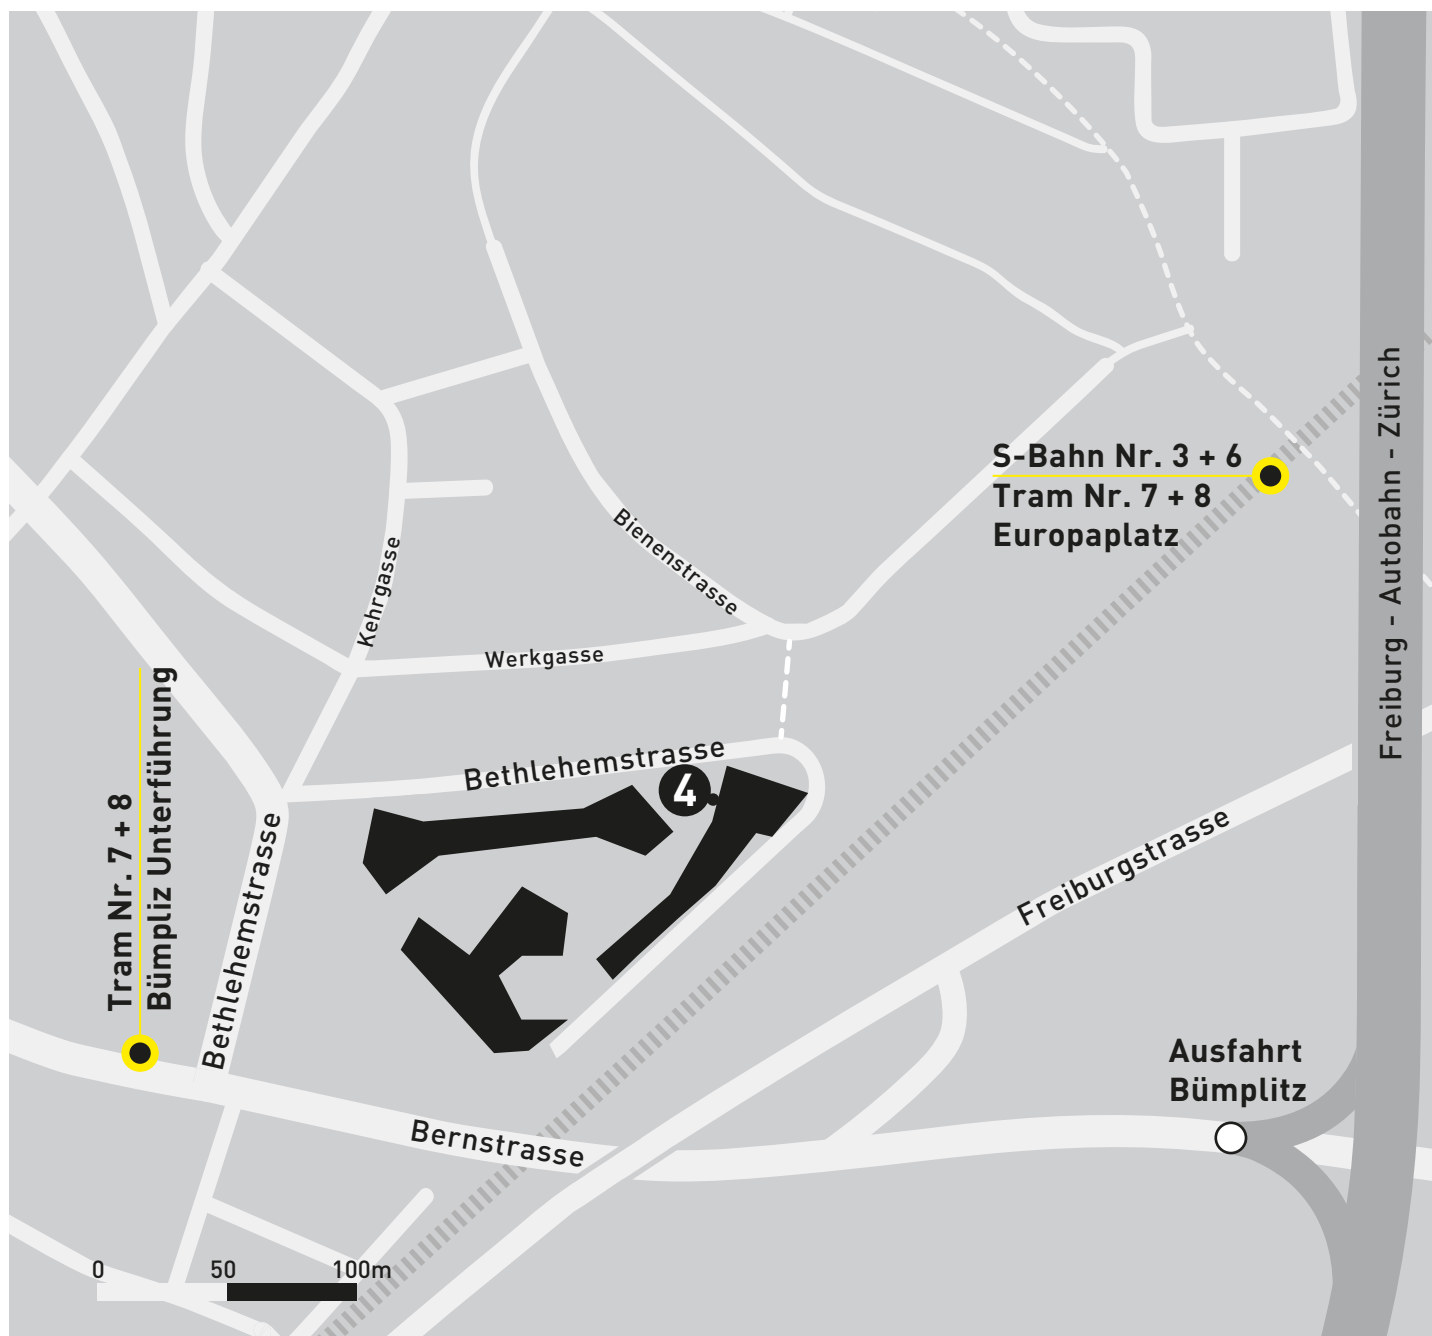 S-Bahn Nr. 3 + 6
Tram Nr. 7 + 8
Europaplatz
Freiburg - Autobahn - Zürich
Bienenstrasse
Kehrgasse
Werkgasse
Bethlehemstrasse
4
Tram Nr. 7 + 8
Bümpliz Unterführung
Bethlehemstrasse
Freiburgstrasse
Ausfahrt
Bümplitz
Bernstrasse
0 50 100m